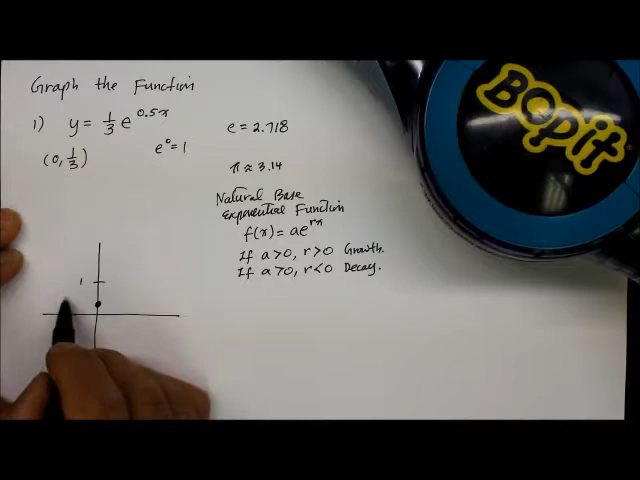 Graph the Function
1) y = 1/3 e^0.5x
(0, 1/3)
e^0 = 1
e = 2.718
π ≈ 3.14
Natural Base
Exponential Function
f(x) = ae^rx
If a > 0, r > 0 Growth.
If a > 0, r < 0 Decay.
1
BOpit